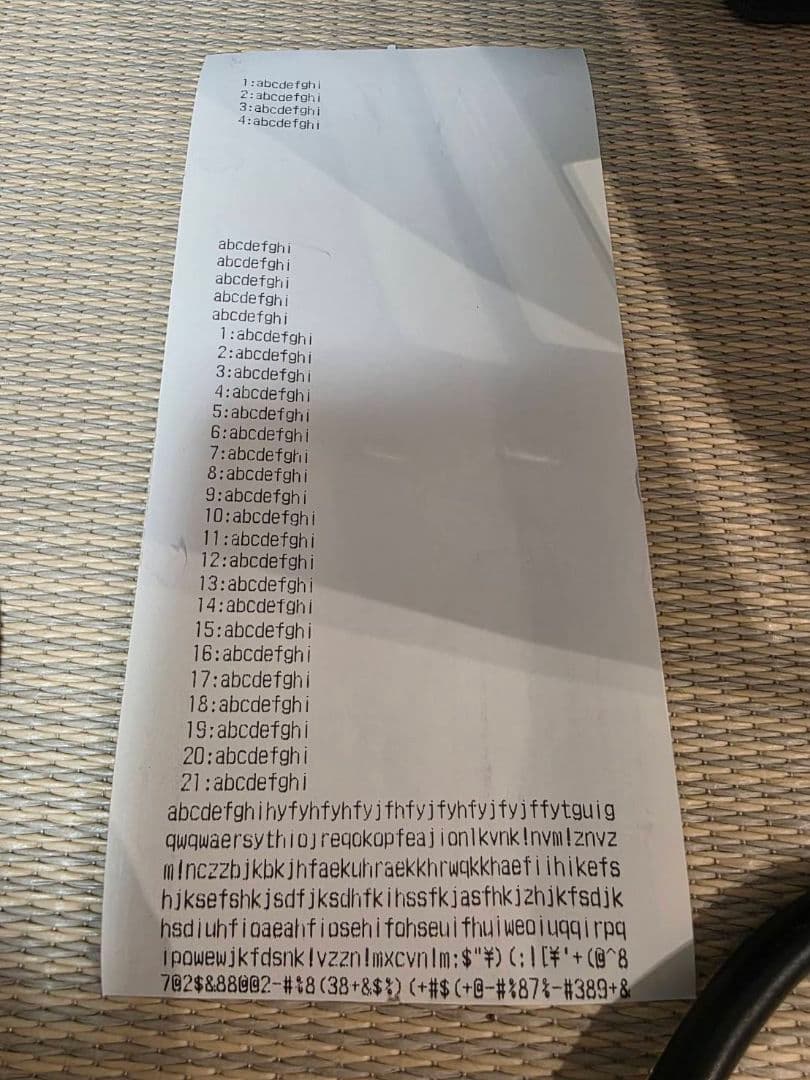 1:abcdefghi
2:abcdefghi
3:abcdefghi
4:abcdefghi
abcdefghi
abcdefghi
abcdefghi
abcdefghi
abcdefghi
1:abcdefghi
2:abcdefghi
3:abcdefghi
4:abcdefghi
5:abcdefghi
6:abcdefghi
7:abcdefghi
8:abcdefghi
9:abcdefghi
10:abcdefghi
11:abcdefghi
12:abcdefghi
13:abcdefghi
14:abcdefghi
15:abcdefghi
16:abcdefghi
17:abcdefghi
18:abcdefghi
19:abcdefghi
20:abcdefghi
21:abcdefghi
abcdefghihyfyhfyhfyjfhfyjfyhfyjfyjffytguig
qwqwaersythiojreqokopfeajionlkvnk!nvm!znvz
m!nczzbjkbkjhfaekuhraekkhrwqkkhaefiihikefs
hjksefshkjsdfjksdhfkihssfkjasfhkjzhjkfsdjk
hsdiuhfioaeahfiosehifohseuifhuiweoiuqqirpq
ipowewjkfdsnk!vzzn!mxcvn!m:$"¥)(:|[¥'+(@^8
7@2$&88@@2-#%8(38+&$%)(+#$(+@-#%87%-#389+&